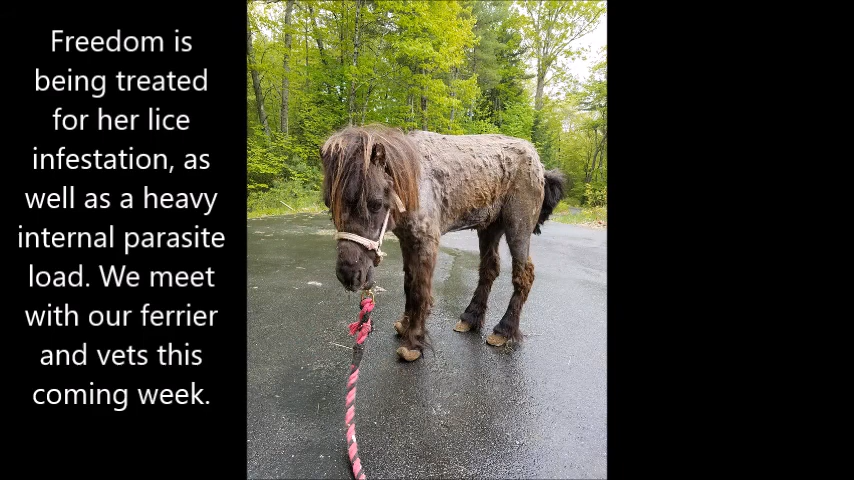 Freedom is
being treated
for her lice
infestation, as
well as a heavy
internal parasite
load. We meet
with our ferrier
and vets this
coming week.